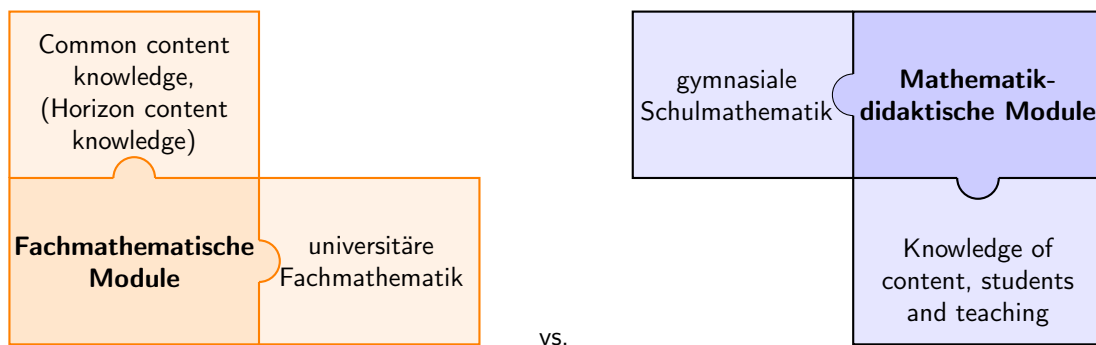 Common content
knowledge,
(Horizon content
knowledge)
Fachmathematische
Module
universitäre
Fachmathematik
vs.
gymnasiale
Schulmathematik
Mathematik-
didaktische Module
Knowledge of
content, students
and teaching